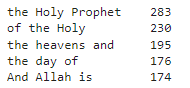 the Holy Prophet 283
of the Holy 230
the heavens and 195
the day of 176
And Allah is 174